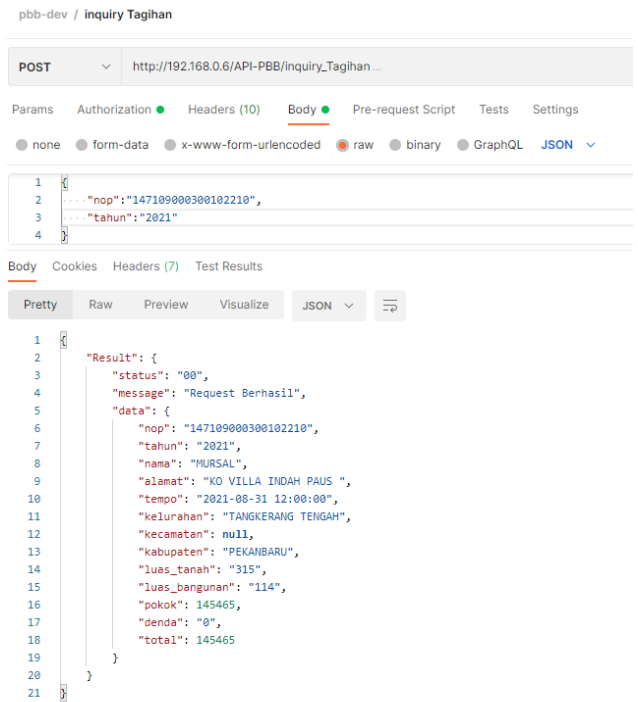 pbb-dev / inquiry Tagihan
POST http://192.168.0.6/API-PBB/inquiry_Tagihan ...
Params Authorization Headers (10) Body Pre-request Script Tests Settings
none form-data x-www-form-urlencoded raw binary GraphQL JSON
1 {
2 ····"nop":"147109000300102210",
3 ····"tahun":"2021"
4 }
Body Cookies Headers (7) Test Results
Pretty Raw Preview Visualize JSON
1 {
2 "Result": {
3 "status": "00",
4 "message": "Request Berhasil",
5 "data": {
6 "nop": "147109000300102210",
7 "tahun": "2021",
8 "nama": "MURSAL",
9 "alamat": "KO VILLA INDAH PAUS ",
10 "tempo": "2021-08-31 12:00:00",
11 "kelurahan": "TANGKERANG TENGAH",
12 "kecamatan": null,
13 "kabupaten": "PEKANBARU",
14 "luas_tanah": "315",
15 "luas_bangunan": "114",
16 "pokok": 145465,
17 "denda": "0",
18 "total": 145465
19 }
20 }
21 }